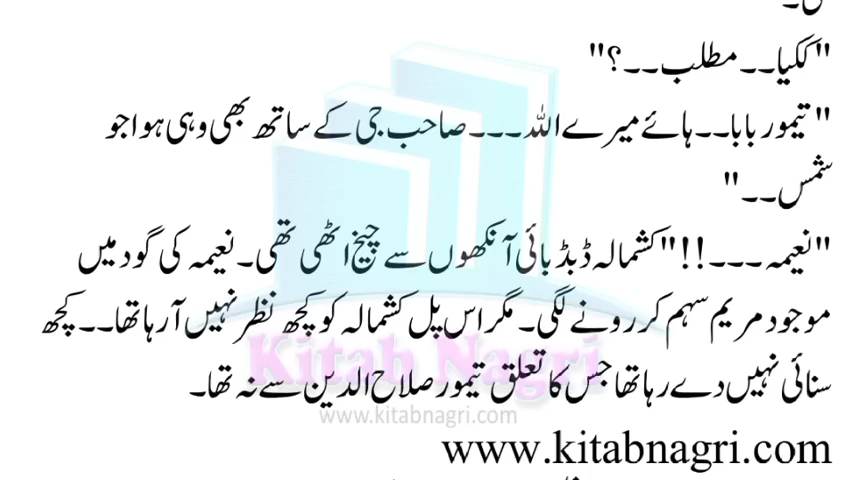 "ککیا۔۔ مطلب۔۔؟"
"تیمور بابا۔۔ ہائے میرے اللہ۔۔۔ صاحب جی کے ساتھ بھی وہی ہوا جو
شمس۔۔"
"نعیمہ۔۔۔!!" کشمالہ ڈبڈبائی آنکھوں سے چیخ اٹھی تھی۔ نعیمہ کی گود میں
موجود مریم سہم کر رونے لگی۔ مگر اس پل کشمالہ کو کچھ نظر نہیں آرہا تھا۔۔ کچھ
Kitab Nagri
سنائی نہیں دے رہا تھا جس کا تعلق تیمور صلاح الدین سے نہ تھا۔
www.kitabnagri.com
www.kitabnagri.com